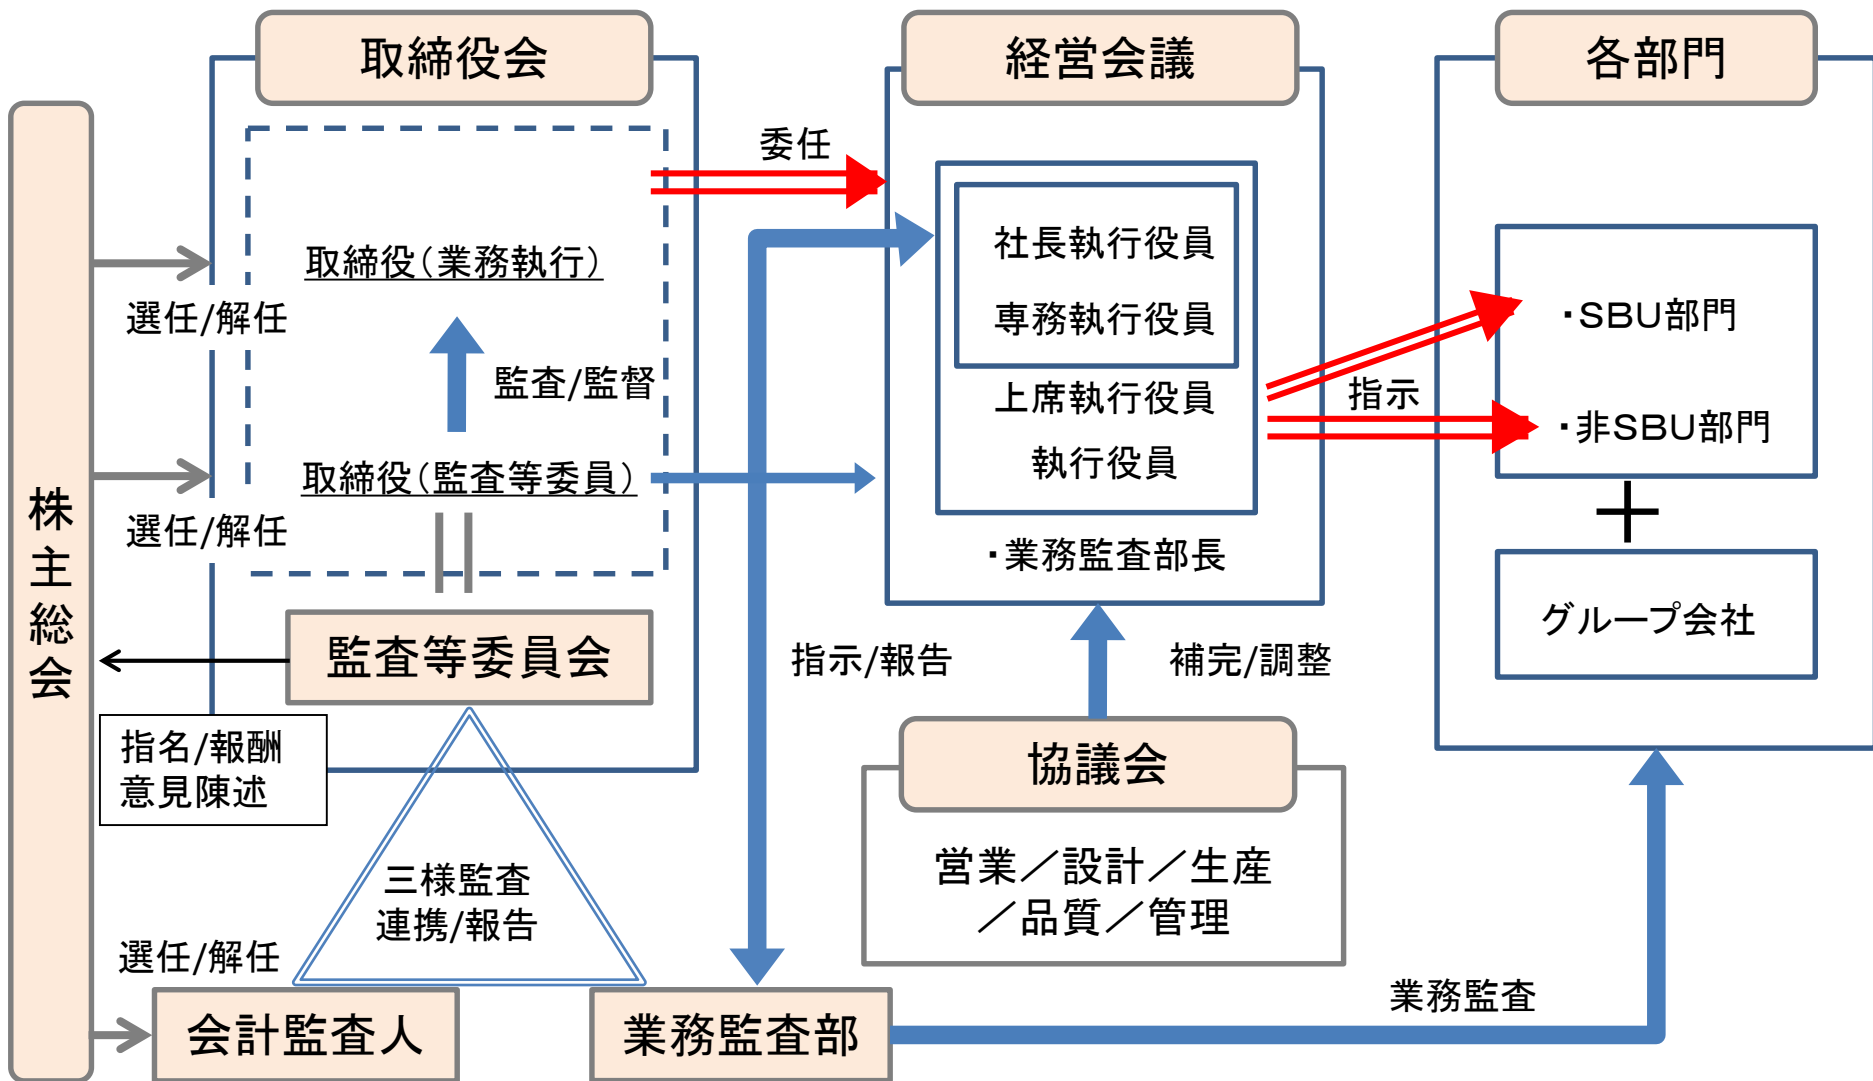 取締役会
経営会議
各部門
株主総会
委任
取締役(業務執行)
選任/解任
監査/監督
取締役(監査等委員)
選任/解任
社長執行役員
専務執行役員
上席執行役員
執行役員
・業務監査部長
指示
・SBU部門
・非SBU部門
グループ会社
監査等委員会
指名/報酬
意見陳述
指示/報告
補完/調整
協議会
営業／設計／生産
／品質／管理
三様監査
連携/報告
選任/解任
会計監査人
業務監査部
業務監査